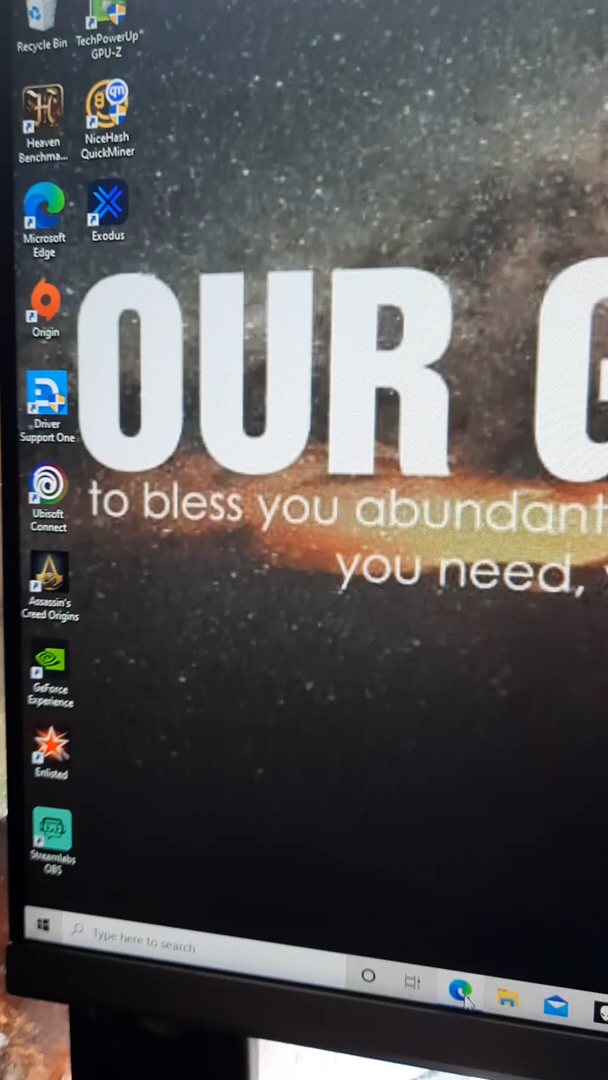 Recycle Bin
TechPowerUp
GPU-Z
Heaven
Benchma...
NiceHash
QuickMiner
Microsoft
Edge
Exodus
Origin
Driver
Support One
Ubisoft
Connect
Assassin's
Creed Origins
GeForce
Experience
Enlisted
Streamlabs
OBS
OUR G
to bless you abundant
you need,
Type here to search